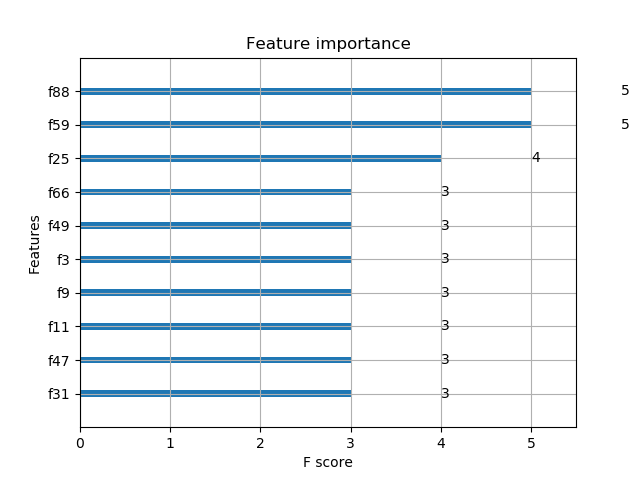 Feature importance
f88 5
f59 5
f25 4
f66 3
f49 3
f3 3
f9 3
f11 3
f47 3
f31 3
0 1 2 3 4 5
F score
Features